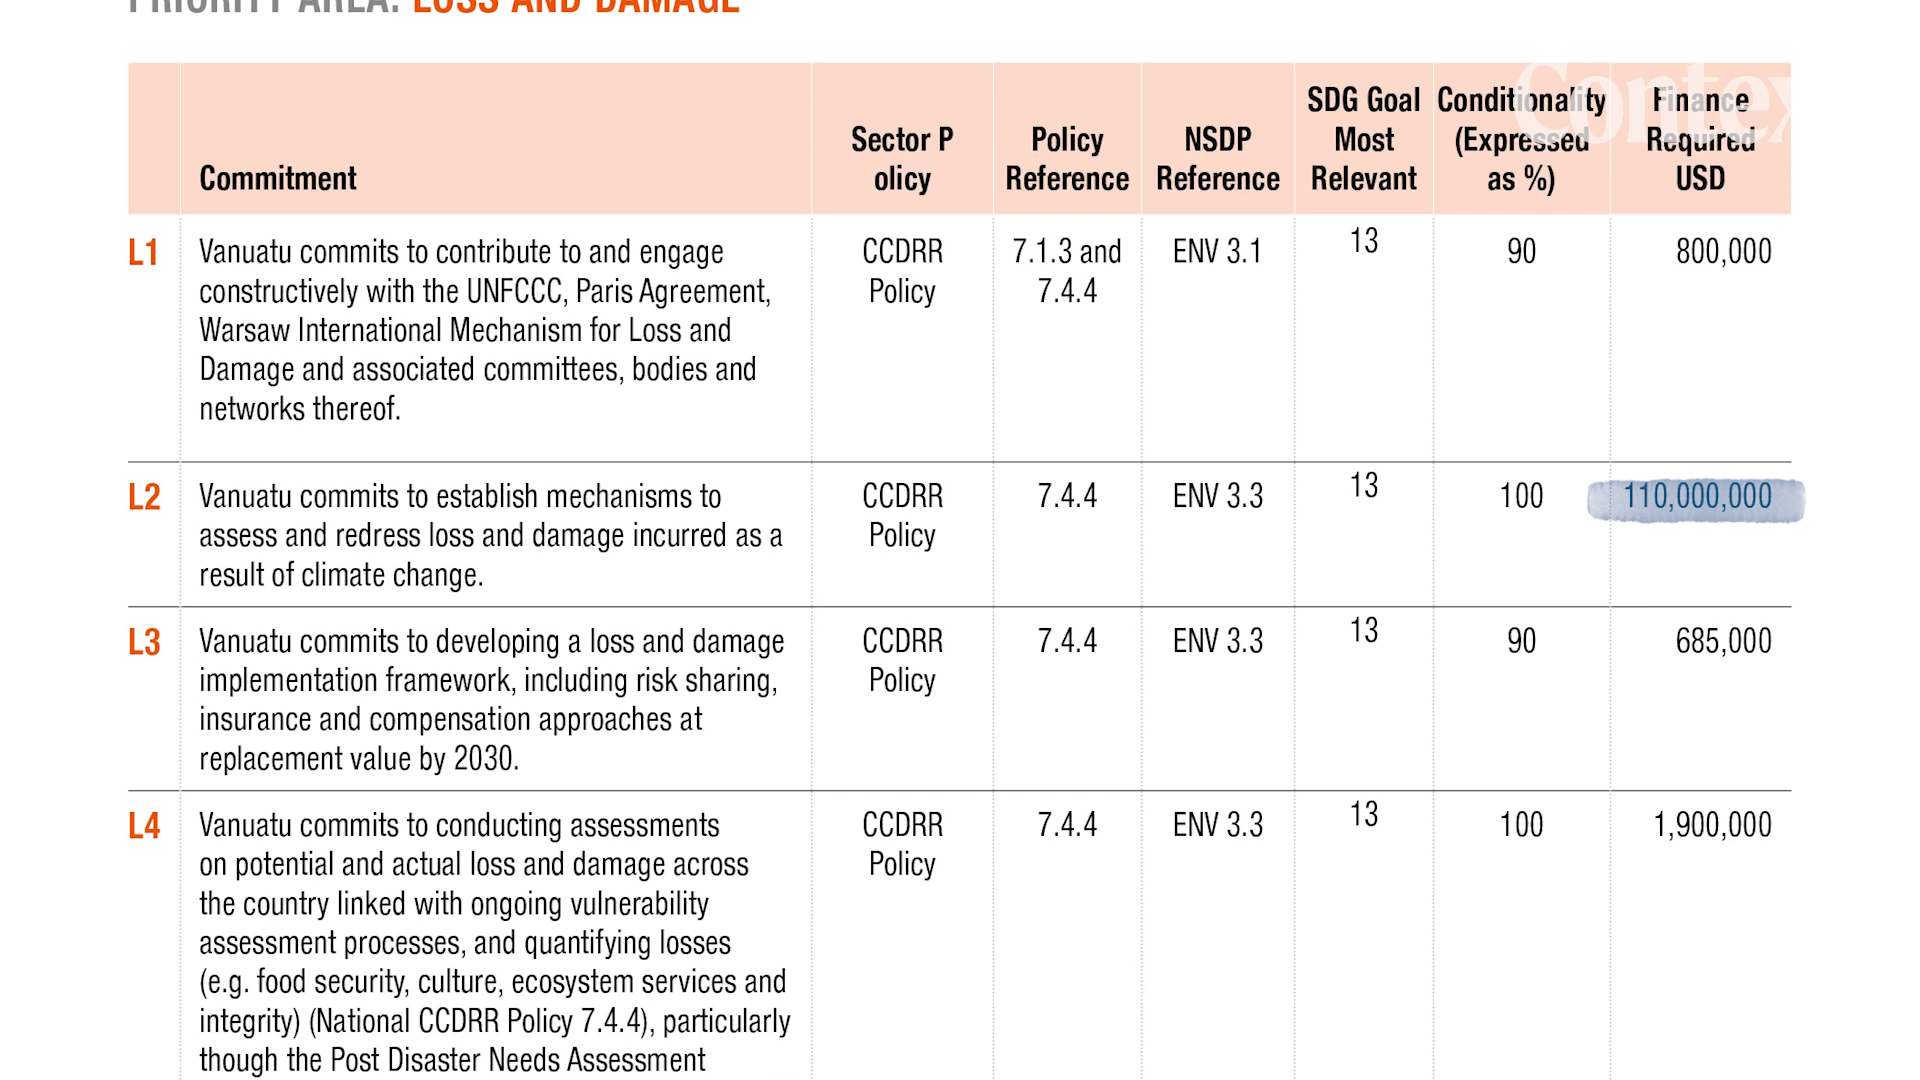 PRIORITY AREA: LOSS AND DAMAGE
Commitment
Sector P
olicy
Policy
Reference
NSDP
Reference
SDG Goal
Most
Relevant
Conditionality
(Expressed
as %)
Finance
Required
USD
L1
Vanuatu commits to contribute to and engage
constructively with the UNFCCC, Paris Agreement,
Warsaw International Mechanism for Loss and
Damage and associated committees, bodies and
networks thereof.
CCDRR
Policy
7.1.3 and
7.4.4
ENV 3.1
13
90
800,000
L2
Vanuatu commits to establish mechanisms to
assess and redress loss and damage incurred as a
result of climate change.
CCDRR
Policy
7.4.4
ENV 3.3
13
100
110,000,000
L3
Vanuatu commits to developing a loss and damage
implementation framework, including risk sharing,
insurance and compensation approaches at
replacement value by 2030.
CCDRR
Policy
7.4.4
ENV 3.3
13
90
685,000
L4
Vanuatu commits to conducting assessments
on potential and actual loss and damage across
the country linked with ongoing vulnerability
assessment processes, and quantifying losses
(e.g. food security, culture, ecosystem services and
integrity) (National CCDRR Policy 7.4.4), particularly
though the Post Disaster Needs Assessment
CCDRR
Policy
7.4.4
ENV 3.3
13
100
1,900,000